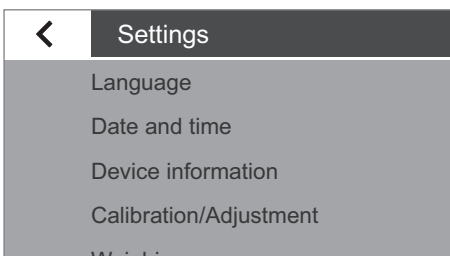 Settings
Language
Date and time
Device information
Calibration/Adjustment